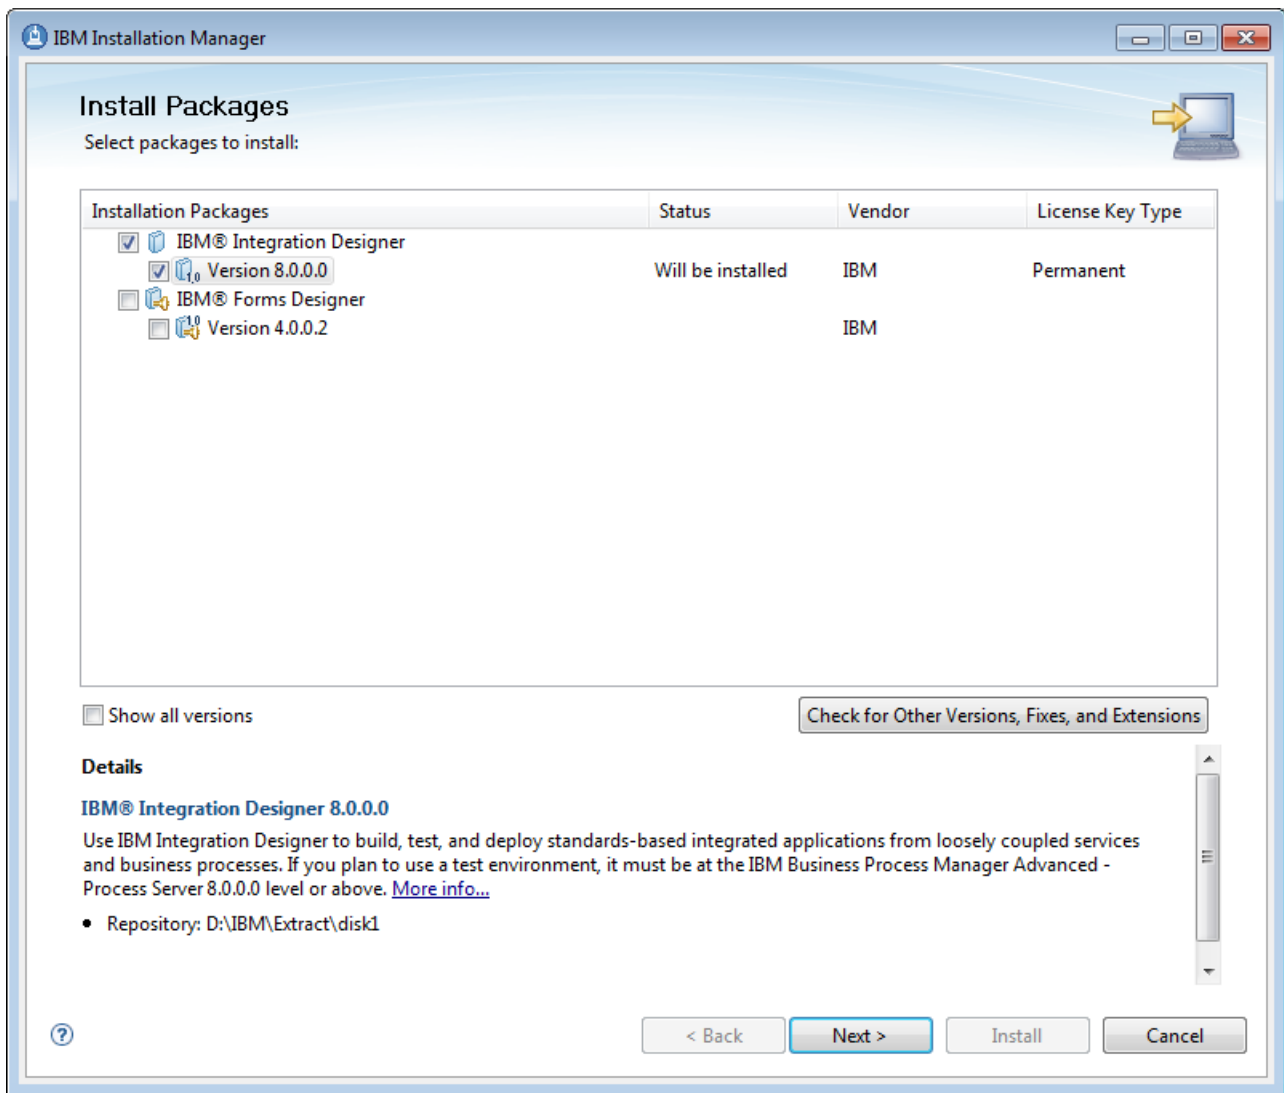 IBM Installation Manager
Install Packages
Select packages to install:
Installation Packages Status Vendor License Key Type
IBM® Integration Designer
1.0 Version 8.0.0.0 Will be installed IBM Permanent
IBM® Forms Designer
1.0 Version 4.0.0.2 IBM
Show all versions Check for Other Versions, Fixes, and Extensions
Details
IBM® Integration Designer 8.0.0.0
Use IBM Integration Designer to build, test, and deploy standards-based integrated applications from loosely coupled services
and business processes. If you plan to use a test environment, it must be at the IBM Business Process Manager Advanced -
Process Server 8.0.0.0 level or above. More info...
• Repository: D:\IBM\Extract\disk1
? < Back Next > Install Cancel